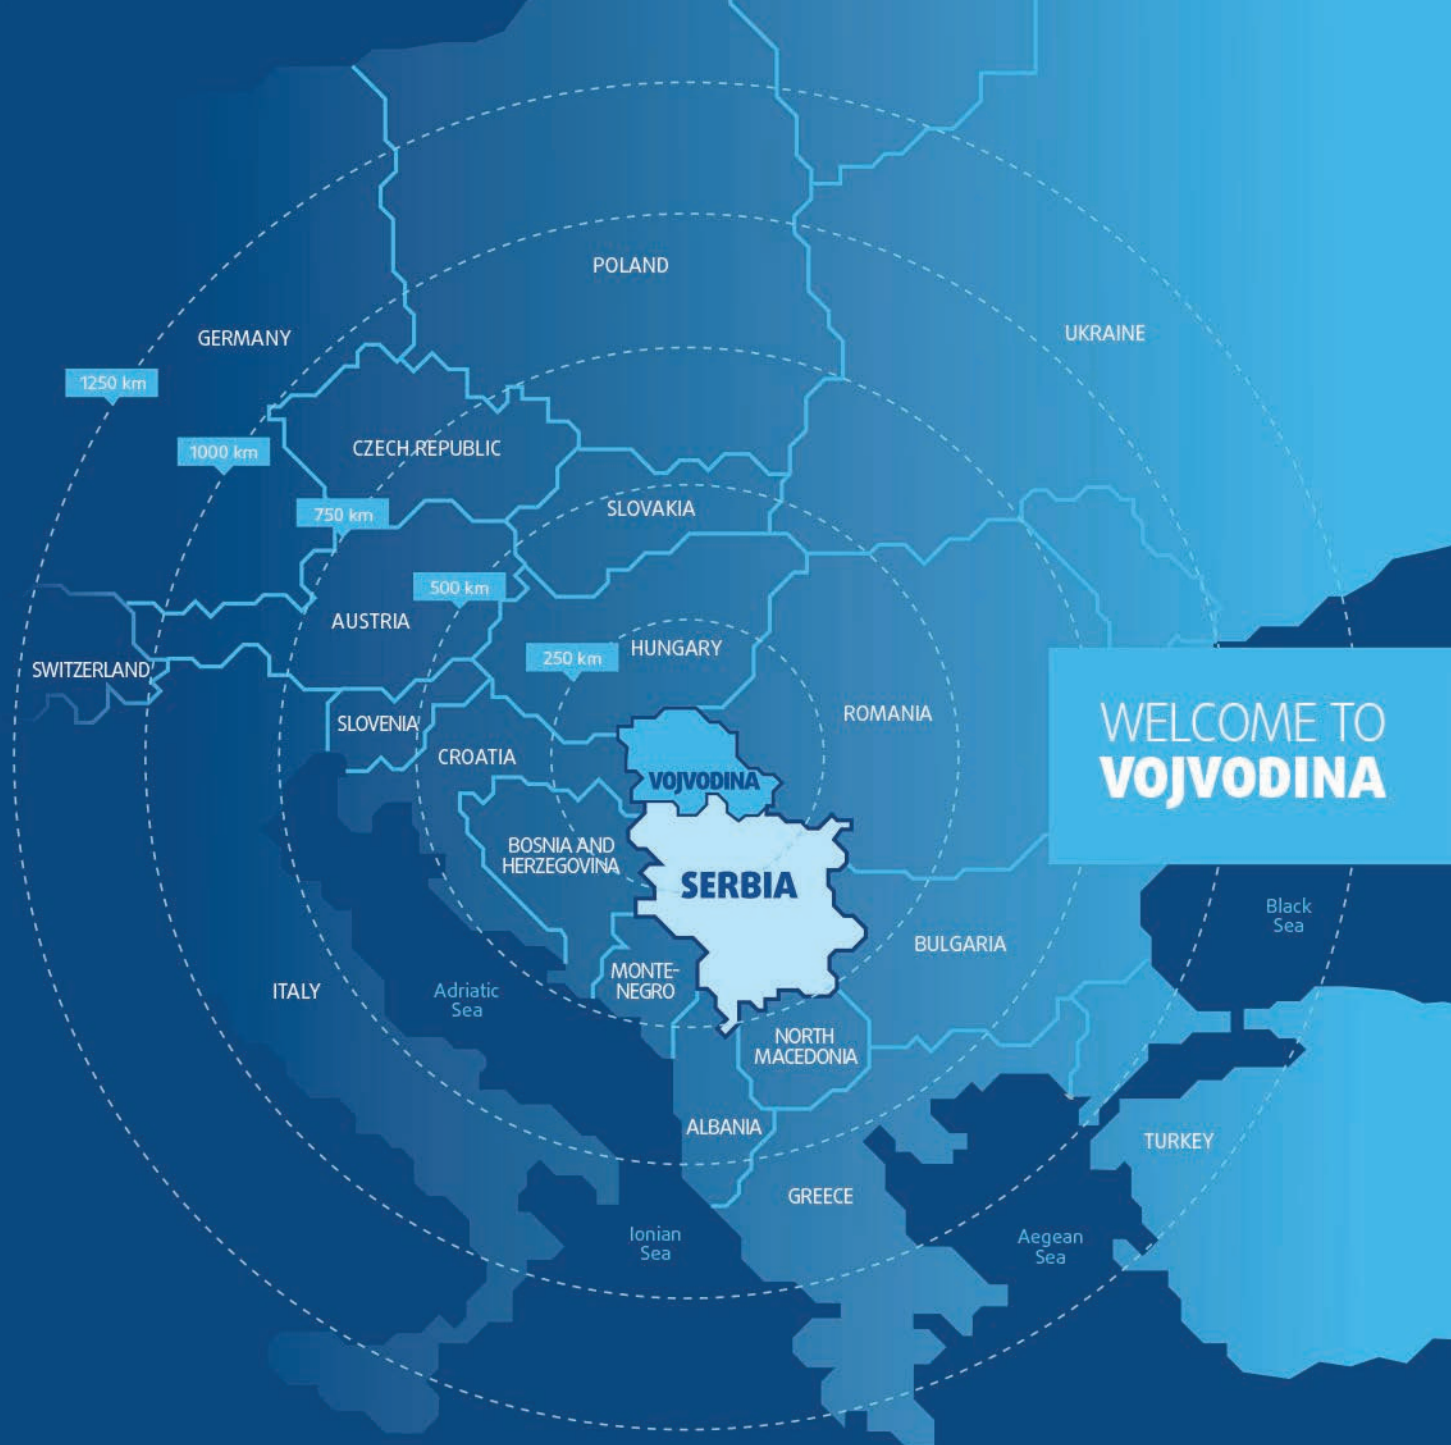 POLAND
GERMANY
UKRAINE
1250 km
1000 km
CZECH REPUBLIC
750 km
SLOVAKIA
500 km
AUSTRIA
HUNGARY
250 km
SWITZERLAND
SLOVENIA
CROATIA
ROMANIA
WELCOME TO
VOJVODINA
VOJVODINA
BOSNIA AND
HERZEGOVINA
SERBIA
Black
Sea
BULGARIA
ITALY
Adriatic
Sea
MONTE-
NEGRO
NORTH
MACEDONIA
ALBANIA
TURKEY
GREECE
Ionian
Sea
Aegean
Sea